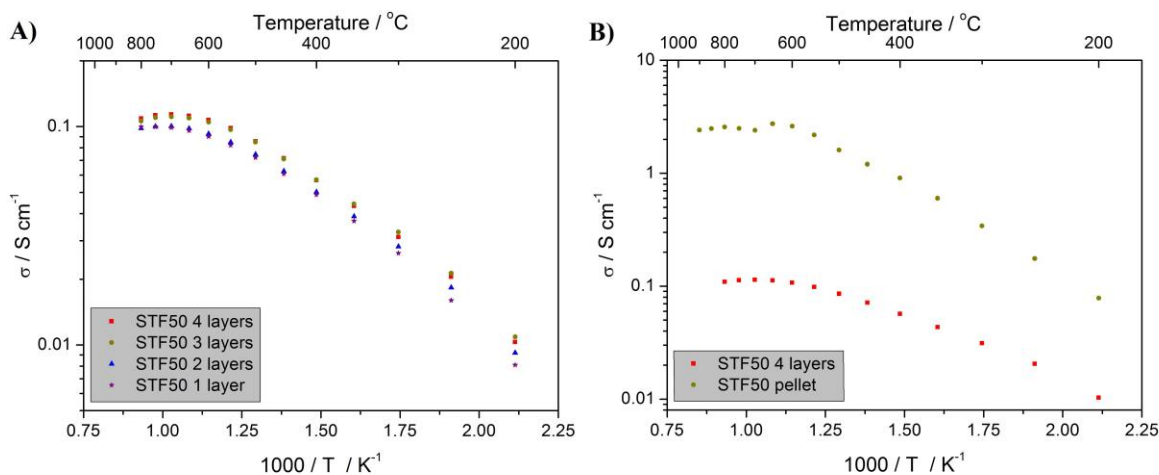 A)
Temperature / °C
1000 800 600 400 200
0.1
0.01
σ / S cm⁻¹
STF50 4 layers
STF50 3 layers
STF50 2 layers
STF50 1 layer
0.75 1.00 1.25 1.50 1.75 2.00 2.25
1000 / T / K⁻¹
B)
Temperature / °C
1000 800 600 400 200
10
1
0.1
0.01
σ / S cm⁻¹
STF50 4 layers
STF50 pellet
0.75 1.00 1.25 1.50 1.75 2.00 2.25
1000 / T / K⁻¹